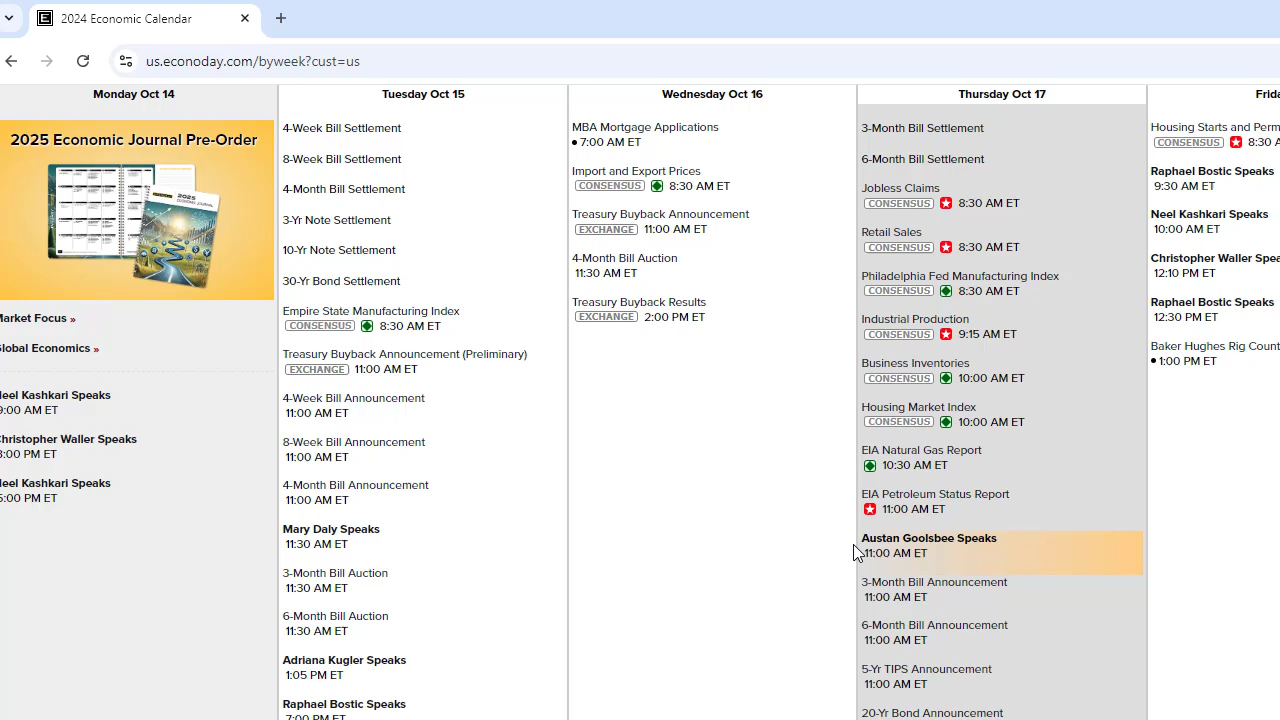 2024 Economic Calendar
us.econoday.com/byweek?cust=us
Monday Oct 14
2025 Economic Journal Pre-Order
2025
ECONOMIC JOURNAL
Market Focus »
Global Economics »
Neel Kashkari Speaks
9:00 AM ET
Christopher Waller Speaks
3:00 PM ET
Neel Kashkari Speaks
5:00 PM ET
Tuesday Oct 15
4-Week Bill Settlement
8-Week Bill Settlement
4-Month Bill Settlement
3-Yr Note Settlement
10-Yr Note Settlement
30-Yr Bond Settlement
Empire State Manufacturing Index
CONSENSUS 8:30 AM ET
Treasury Buyback Announcement (Preliminary)
EXCHANGE 11:00 AM ET
4-Week Bill Announcement
11:00 AM ET
8-Week Bill Announcement
11:00 AM ET
4-Month Bill Announcement
11:00 AM ET
Mary Daly Speaks
11:30 AM ET
3-Month Bill Auction
11:30 AM ET
6-Month Bill Auction
11:30 AM ET
Adriana Kugler Speaks
1:05 PM ET
Raphael Bostic Speaks
7:00 PM ET
Wednesday Oct 16
MBA Mortgage Applications
• 7:00 AM ET
Import and Export Prices
CONSENSUS 8:30 AM ET
Treasury Buyback Announcement
EXCHANGE 11:00 AM ET
4-Month Bill Auction
11:30 AM ET
Treasury Buyback Results
EXCHANGE 2:00 PM ET
Thursday Oct 17
3-Month Bill Settlement
6-Month Bill Settlement
Jobless Claims
CONSENSUS 8:30 AM ET
Retail Sales
CONSENSUS 8:30 AM ET
Philadelphia Fed Manufacturing Index
CONSENSUS 8:30 AM ET
Industrial Production
CONSENSUS 9:15 AM ET
Business Inventories
CONSENSUS 10:00 AM ET
Housing Market Index
CONSENSUS 10:00 AM ET
EIA Natural Gas Report
10:30 AM ET
EIA Petroleum Status Report
11:00 AM ET
Austan Goolsbee Speaks
11:00 AM ET
3-Month Bill Announcement
11:00 AM ET
6-Month Bill Announcement
11:00 AM ET
5-Yr TIPS Announcement
11:00 AM ET
20-Yr Bond Announcement
Frida
Housing Starts and Perm
CONSENSUS 8:30 A
Raphael Bostic Speaks
9:30 AM ET
Neel Kashkari Speaks
10:00 AM ET
Christopher Waller Spea
12:10 PM ET
Raphael Bostic Speaks
12:30 PM ET
Baker Hughes Rig Count
• 1:00 PM ET